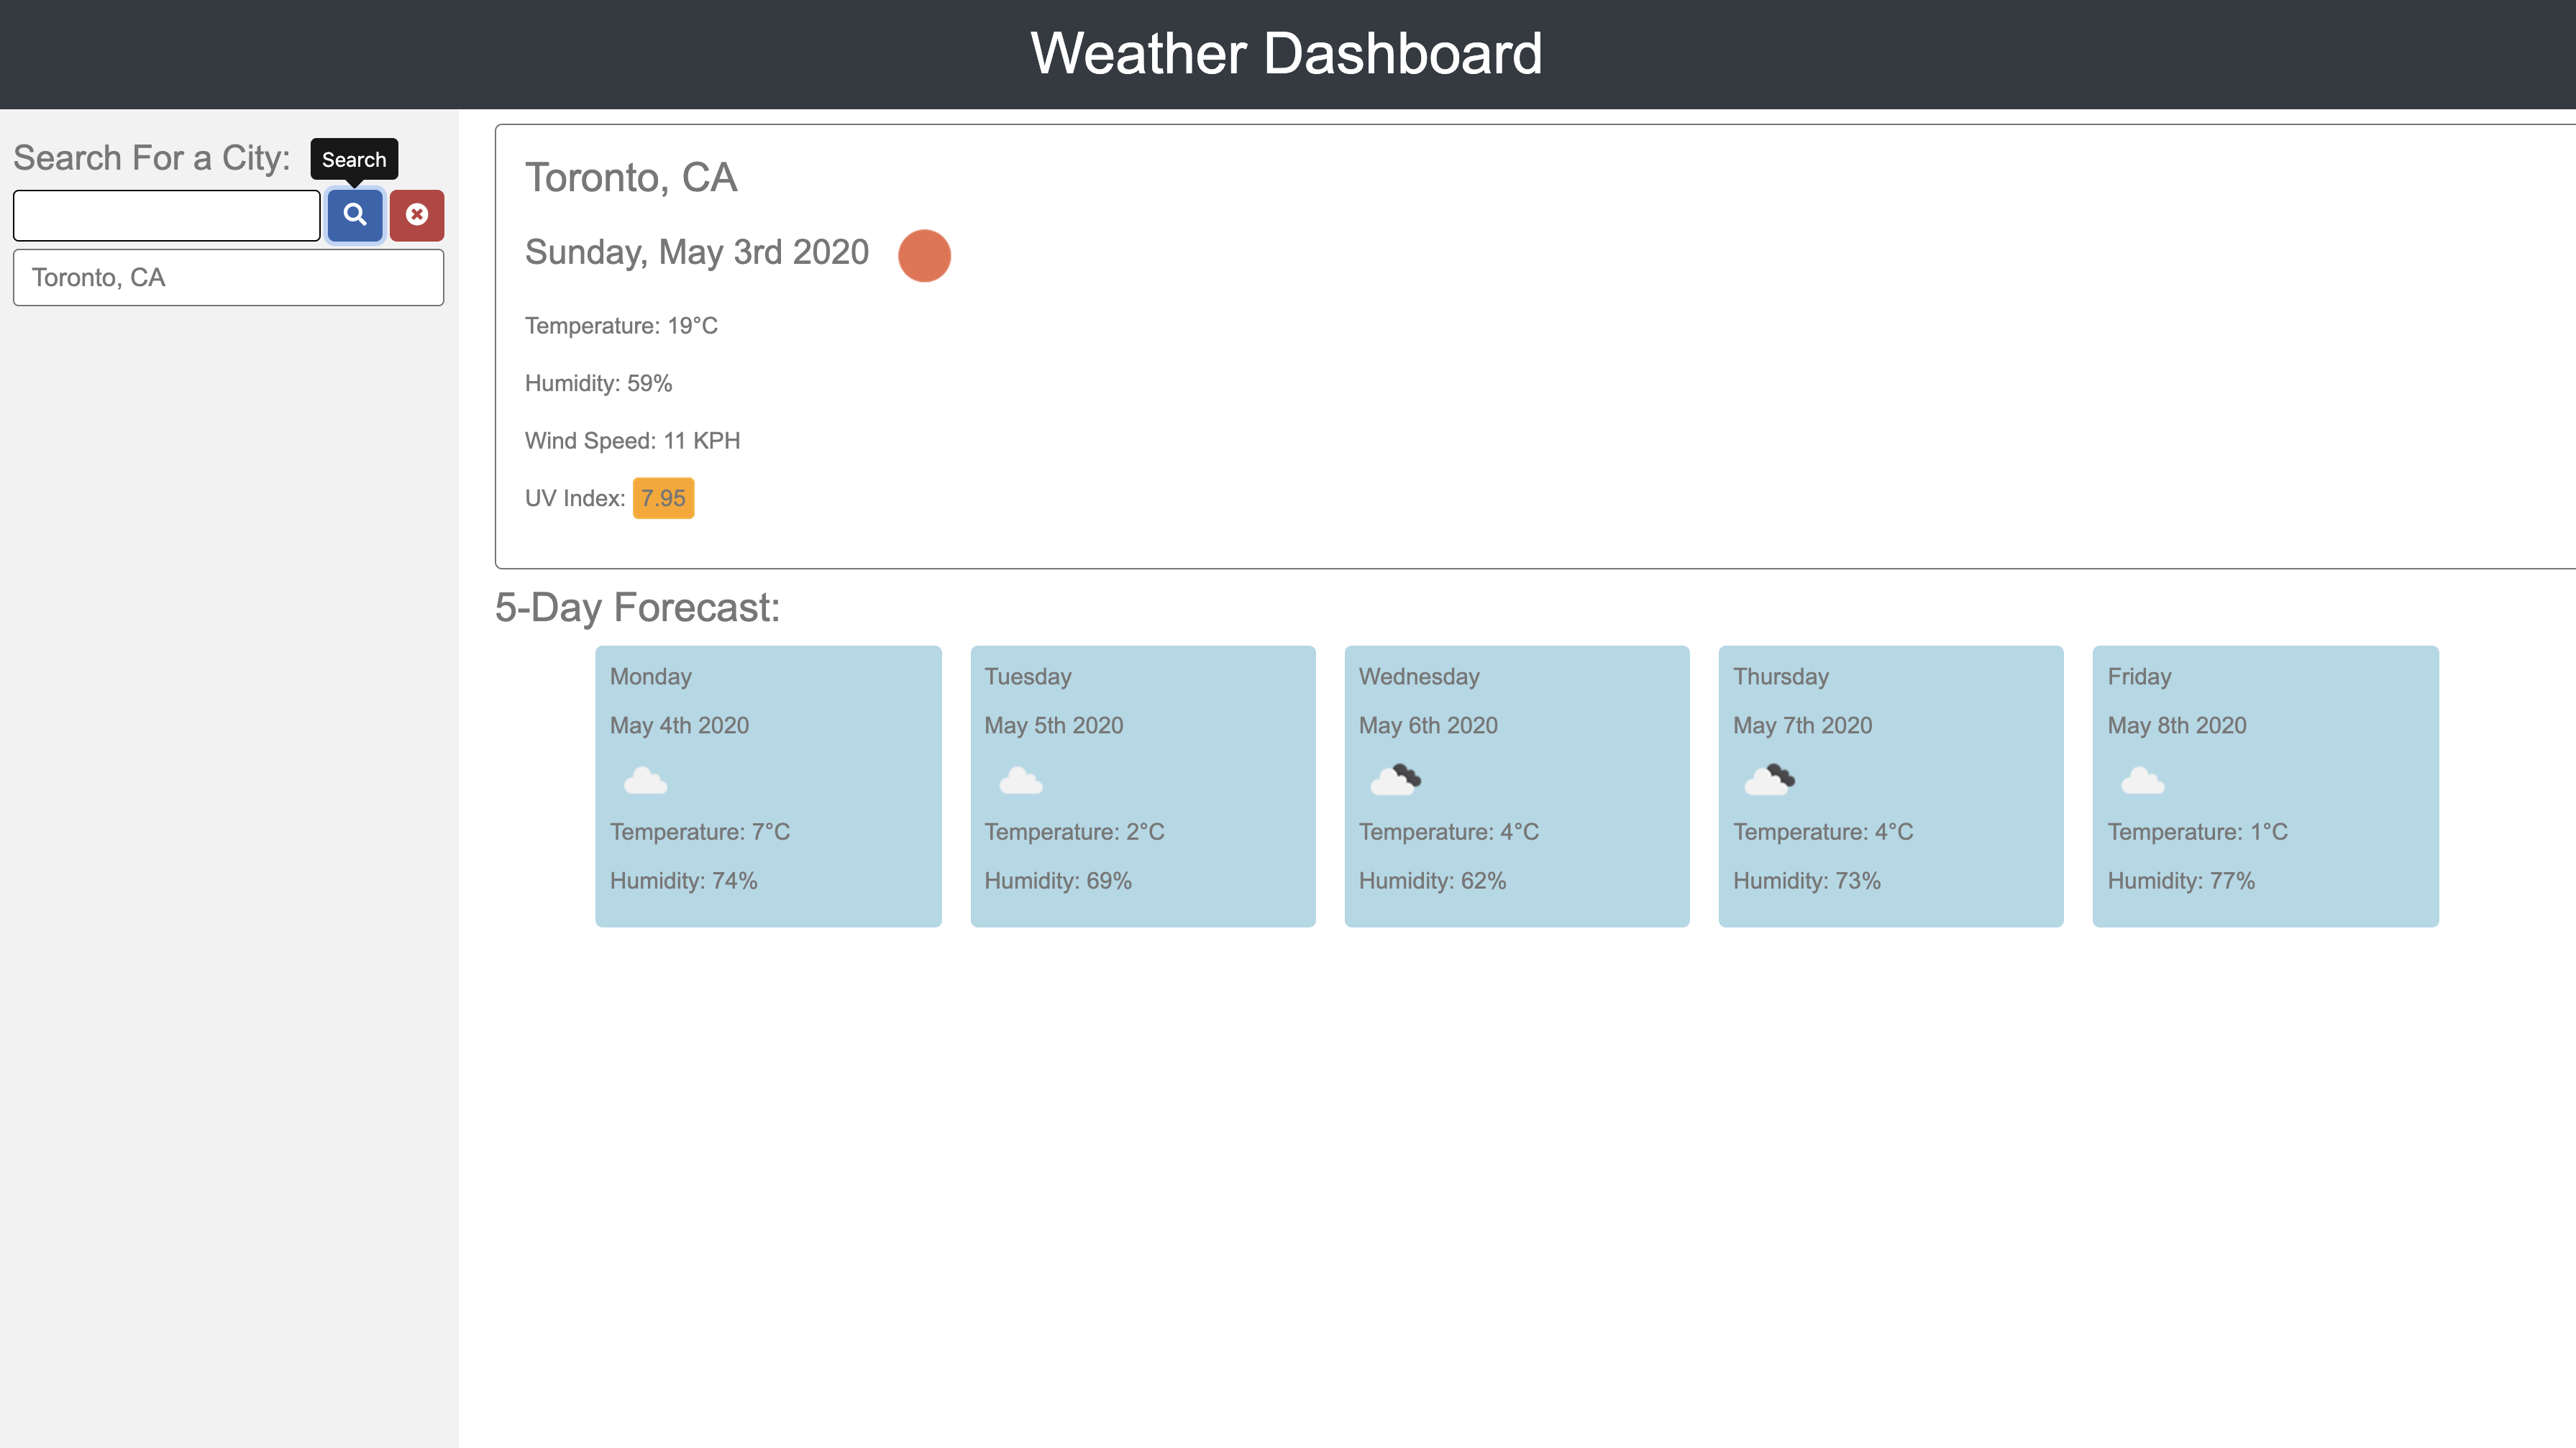 Weather Dashboard
Search For a City:
Search
Toronto, CA
Toronto, CA
Sunday, May 3rd 2020
Temperature: 19°C
Humidity: 59%
Wind Speed: 11 KPH
UV Index: 7.95
5-Day Forecast:
Monday
May 4th 2020
Temperature: 7°C
Humidity: 74%
Tuesday
May 5th 2020
Temperature: 2°C
Humidity: 69%
Wednesday
May 6th 2020
Temperature: 4°C
Humidity: 62%
Thursday
May 7th 2020
Temperature: 4°C
Humidity: 73%
Friday
May 8th 2020
Temperature: 1°C
Humidity: 77%